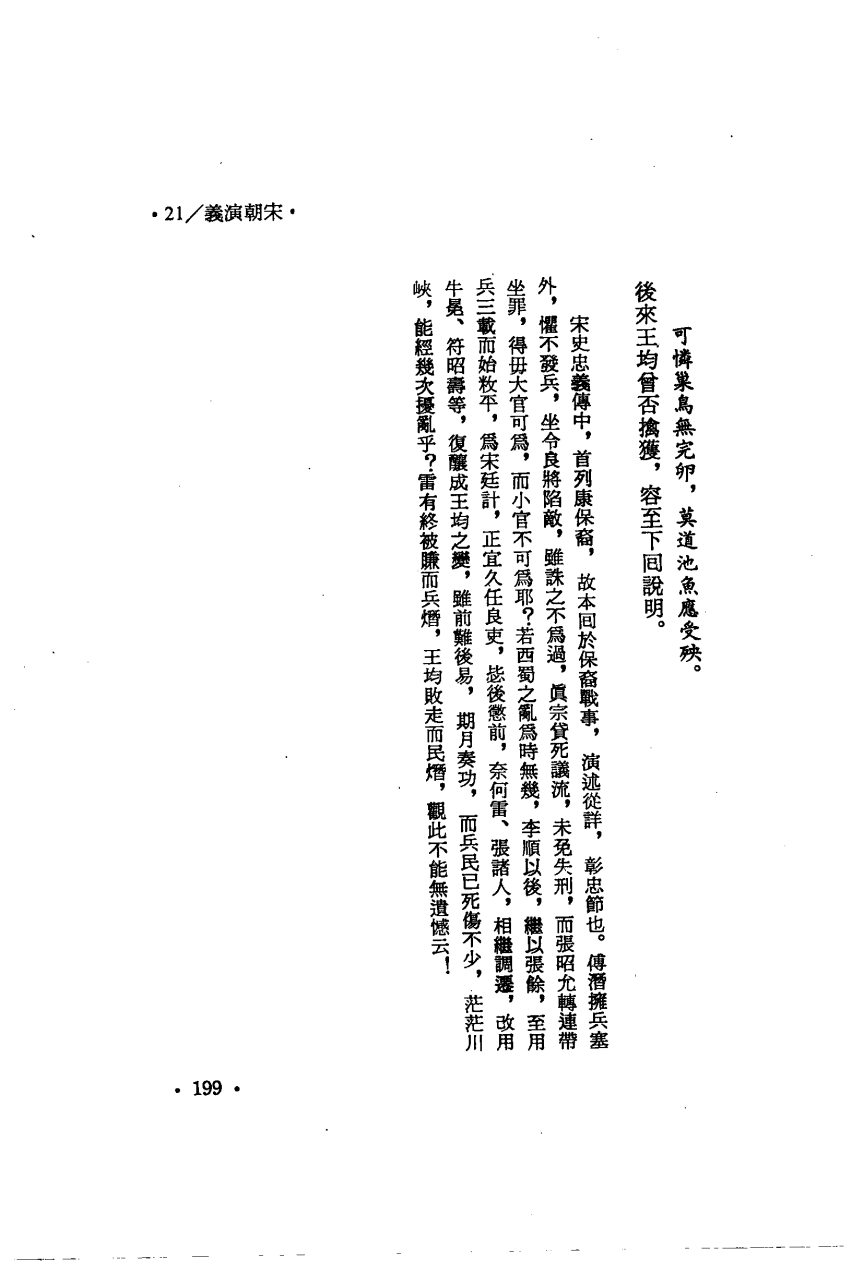 •21／義演朝宋•
可憐巢鳥無完卵，莫道池魚應受殃。
後來王均曾否擒獲，容至下回說明。
宋史忠義傳中，首列康保裔，故本回於保裔戰事，演述從詳，彰忠節也。傅潛擁兵塞
外，懼不發兵，坐令良將陷敵，雖誅之不為過，眞宗貸死議流，未免失刑，而張昭允轉連帶
坐罪，得毋大官可為，而小官不可為耶？若西蜀之亂為時無幾，李順以後，繼以張餘，至用
兵三載而始敉平，為宋廷計，正宜久任良吏，毖後懲前，奈何雷、張諸人，相繼調遷，改用
牛冕、符昭壽等，復釀成王均之變，雖前難後易，期月奏功，而兵民已死傷不少，茫茫川
峽，能經幾次擾亂乎？雷有終被賺而兵熸，王均敗走而民熸，觀此不能無遺憾云！
•199•